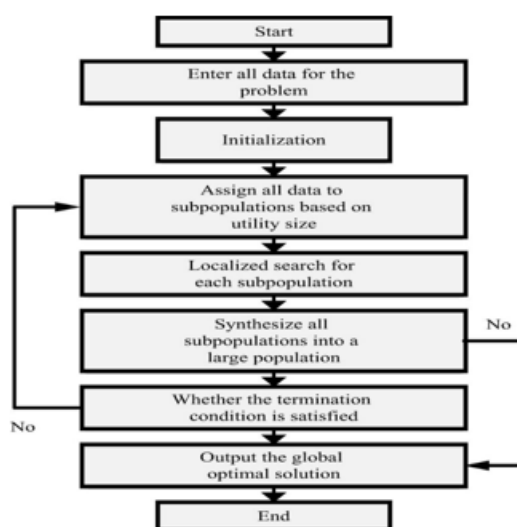 Start
Enter all data for the
problem
Initialization
Assign all data to
subpopulations based on
utility size
Localized search for
each subpopulation
Synthesize all
subpopulations into a
large population
No
Whether the termination
condition is satisfied
No
Output the global
optimal solution
End